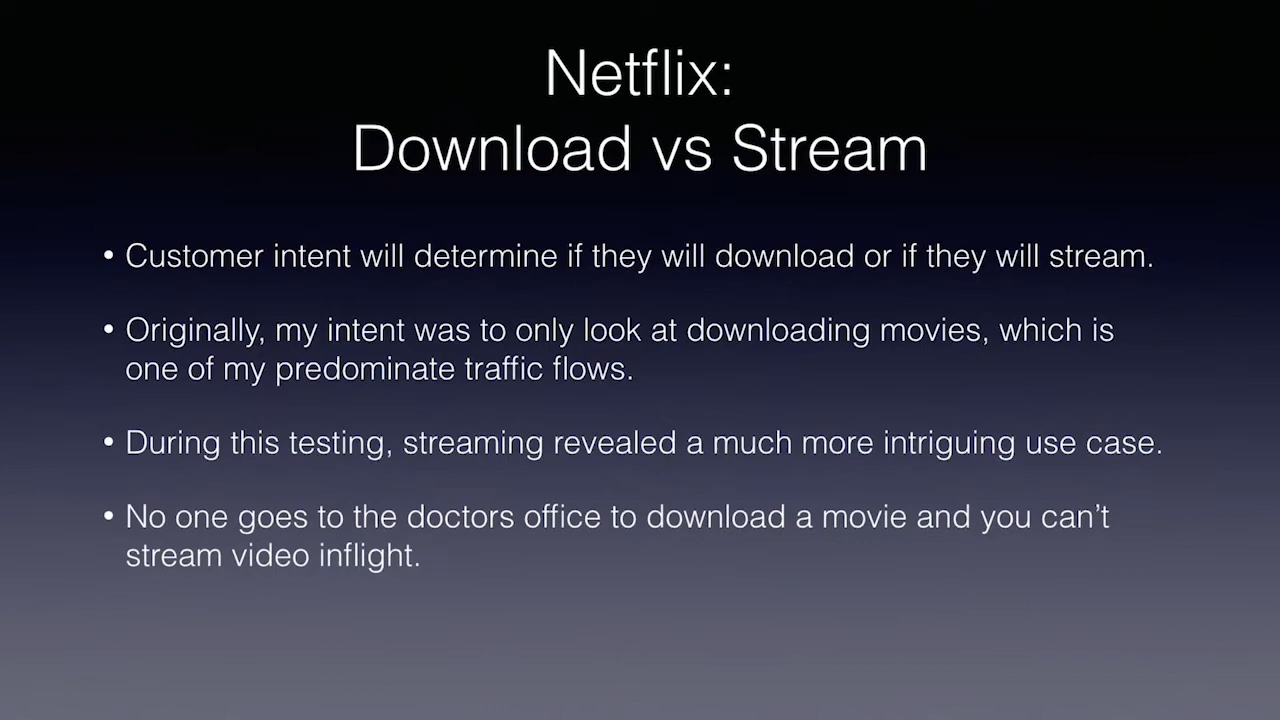 Netflix:
Download vs Stream
• Customer intent will determine if they will download or if they will stream.
• Originally, my intent was to only look at downloading movies, which is
one of my predominate traffic flows.
• During this testing, streaming revealed a much more intriguing use case.
• No one goes to the doctors office to download a movie and you can’t
stream video inflight.